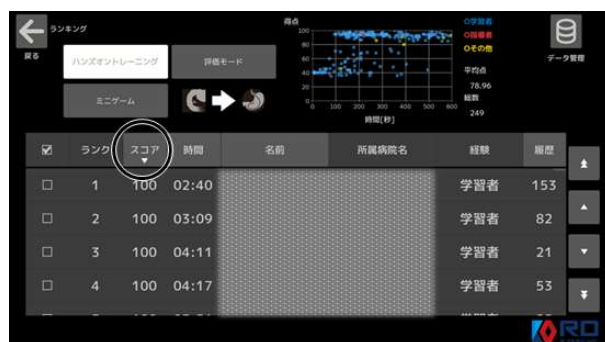 ランキング
戻る
ハンズオントレーニング
評価モード
ミニゲーム
得点
100
80
60
40
20
0
0 100 200 300 400 500 600
時間[秒]
○学習者
○指導者
○その他
平均点
78.96
総数
249
データ管理
ランク スコア 時間 名前 所属病院名 経験 履歴
1 100 02:40 学習者 153
2 100 03:09 学習者 82
3 100 04:11 学習者 21
4 100 04:17 学習者 53